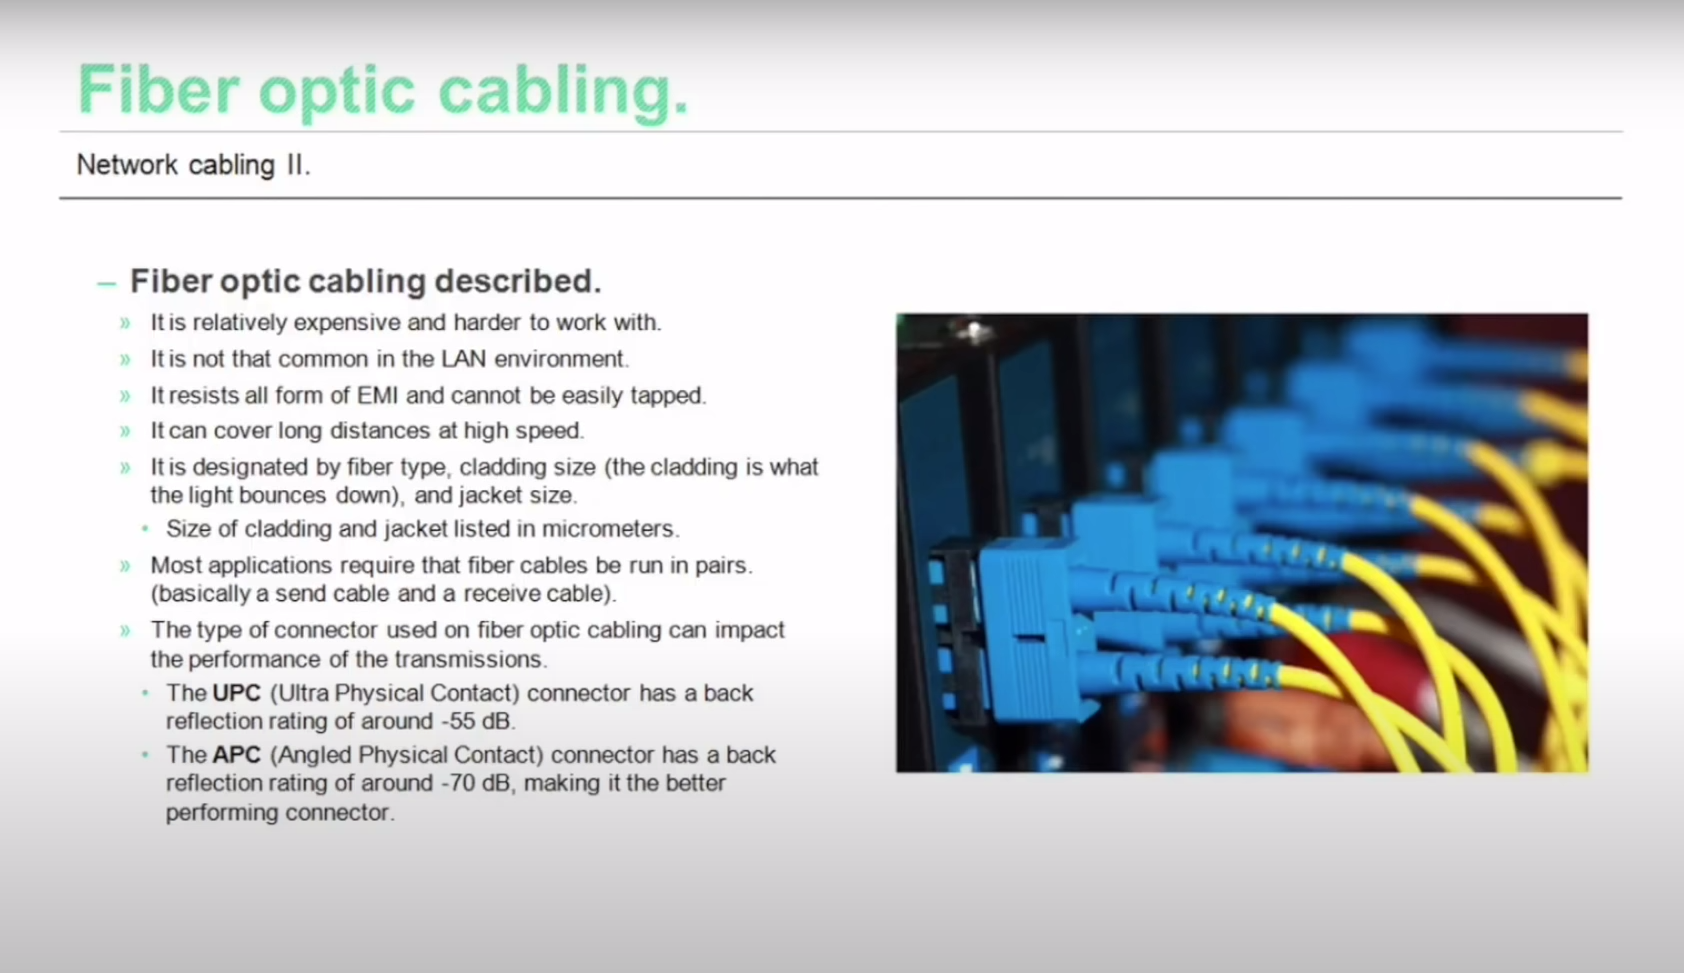 Fiber optic cabling.
Network cabling II.
– Fiber optic cabling described.
» It is relatively expensive and harder to work with.
» It is not that common in the LAN environment.
» It resists all form of EMI and cannot be easily tapped.
» It can cover long distances at high speed.
» It is designated by fiber type, cladding size (the cladding is what
the light bounces down), and jacket size.
• Size of cladding and jacket listed in micrometers.
» Most applications require that fiber cables be run in pairs.
(basically a send cable and a receive cable).
» The type of connector used on fiber optic cabling can impact
the performance of the transmissions.
• The UPC (Ultra Physical Contact) connector has a back
reflection rating of around -55 dB.
• The APC (Angled Physical Contact) connector has a back
reflection rating of around -70 dB, making it the better
performing connector.